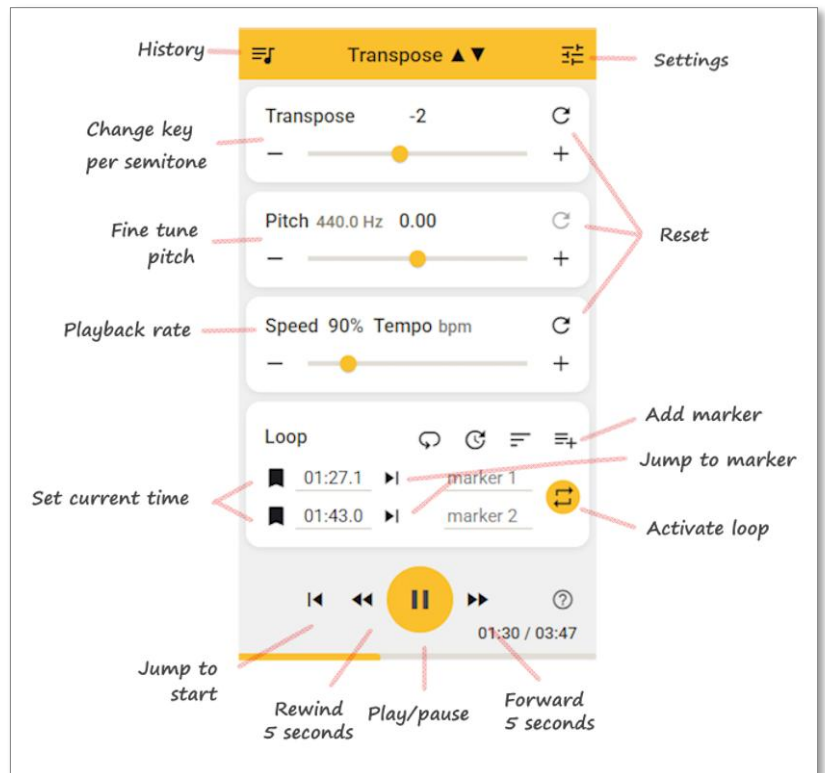 History
Transpose ▲▼
Settings
Transpose -2
Change key
per semitone
− +
Pitch 440.0 Hz 0.00
Fine tune
pitch
− +
Reset
Speed 90% Tempo bpm
Playback rate
− +
Add marker
Loop
Jump to marker
01:27.1 marker 1
Set current time
01:43.0 marker 2
Activate loop
01:30 / 03:47
Jump to
start
Rewind
5 seconds
Play/pause
Forward
5 seconds